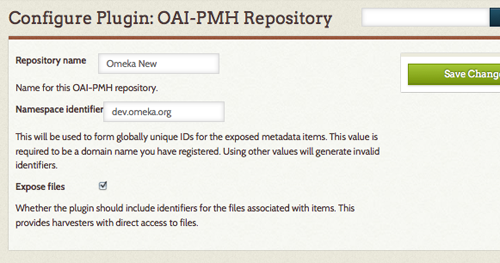 Configure Plugin: OAI-PMH Repository
Repository name Omeka New
Save Chang
Name for this OAI-PMH repository.
Namespace identifier dev.omeka.org
This will be used to form globally unique IDs for the exposed metadata items. This value is
required to be a domain name you have registered. Using other values will generate invalid
identifiers.
Expose files
Whether the plugin should include identifiers for the files associated with items. This
provides harvesters with direct access to files.